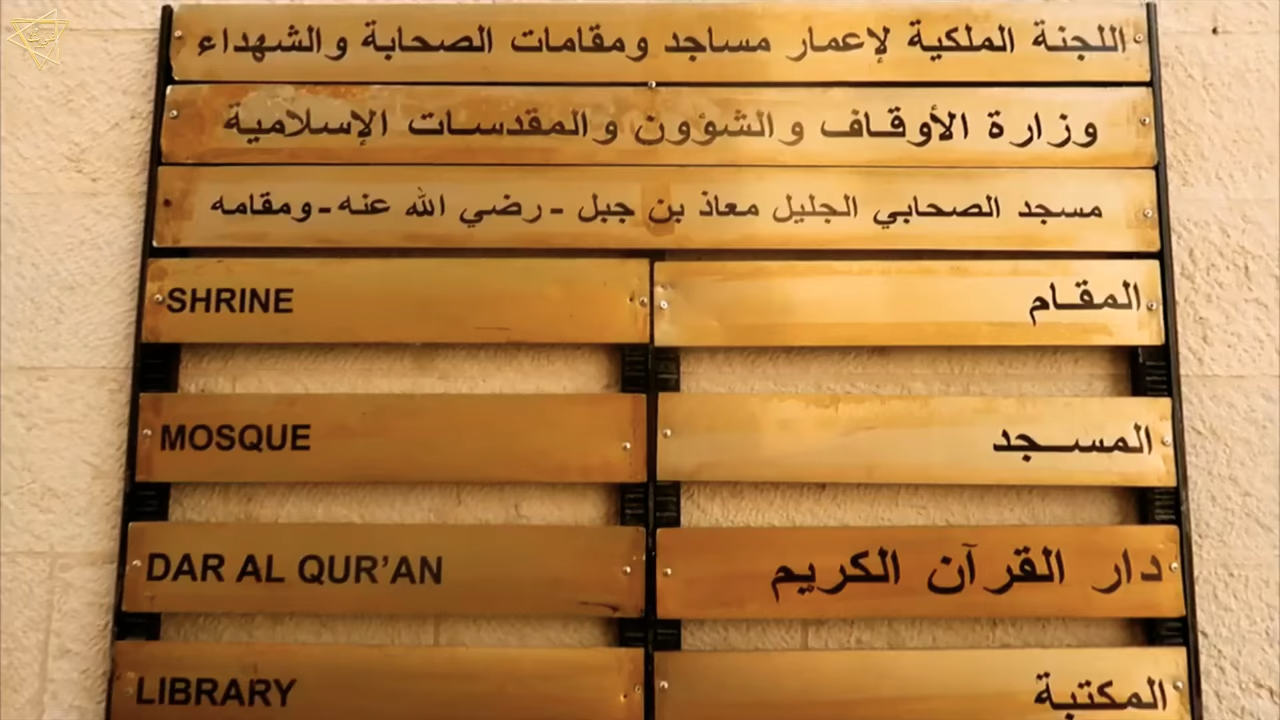 اللجنة الملكية لإعمار مساجد ومقامات الصحابة والشهداء
وزارة الأوقاف والشؤون والمقدسات الإسلامية
مسجد الصحابي الجليل معاذ بن جبل - رضي الله عنه - ومقامه
SHRINE المقام
MOSQUE المسجد
DAR AL QUR'AN دار القرآن الكريم
LIBRARY المكتبة